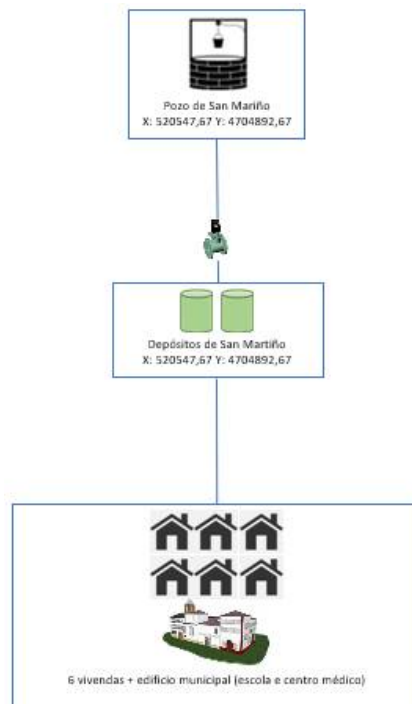 Pozo de San Mariño
X: 520547,67 Y: 4704892,67
Depósitos de San Martiño
X: 520547,67 Y: 4704892,67
6 vivendas + edificio municipal (escola e centro médico)